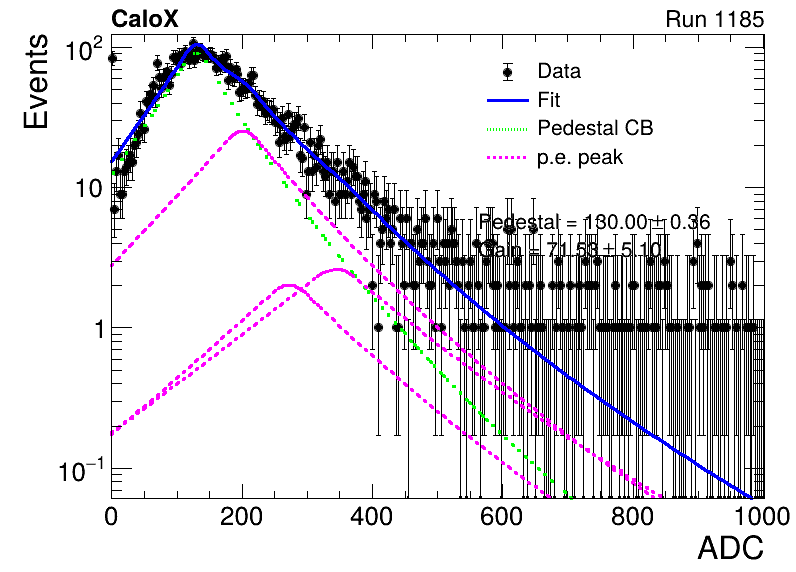 CaloX Run 1185
Events
10²
10
1
10⁻¹
Data
Fit
Pedestal CB
p.e. peak
Pedestal = 130.00 ± 0.36
Gain = 71.53 ± 5.10
0 200 400 600 800 1000
ADC